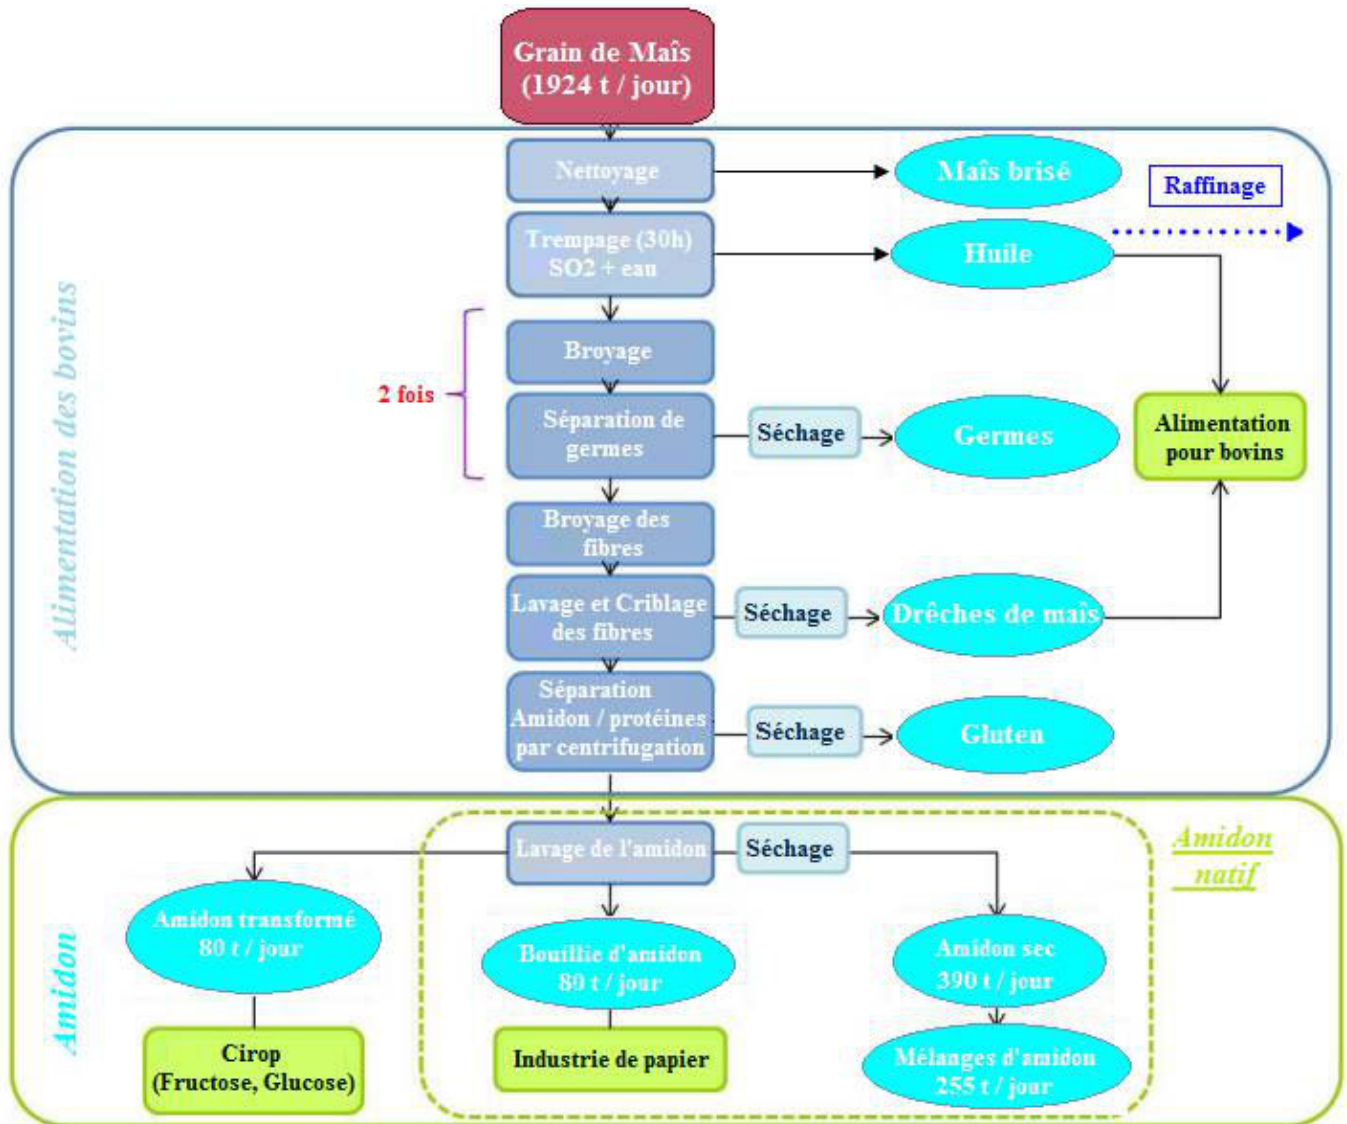 Grain de Maîs
(1924 t / jour)
Nettoyage
Maîs brisé
Raffinage
Trempage (30h)
SO2 + eau
Huile
Alimentation des bovins
2 fois
Broyage
Séparation de
germes
Séchage
Germes
Alimentation
pour bovins
Broyage des
fibres
Lavage et Criblage
des fibres
Séchage
Drêches de maîs
Séparation
Amidon / protéines
par centrifugation
Séchage
Gluten
Amidon
Lavage de l'amidon
Séchage
Amidon
natif
Amidon transformé
80 t / jour
Bouillie d'amidon
80 t / jour
Amidon sec
390 t / jour
Cirop
(Fructose, Glucose)
Industrie de papier
Mélanges d'amidon
255 t / jour